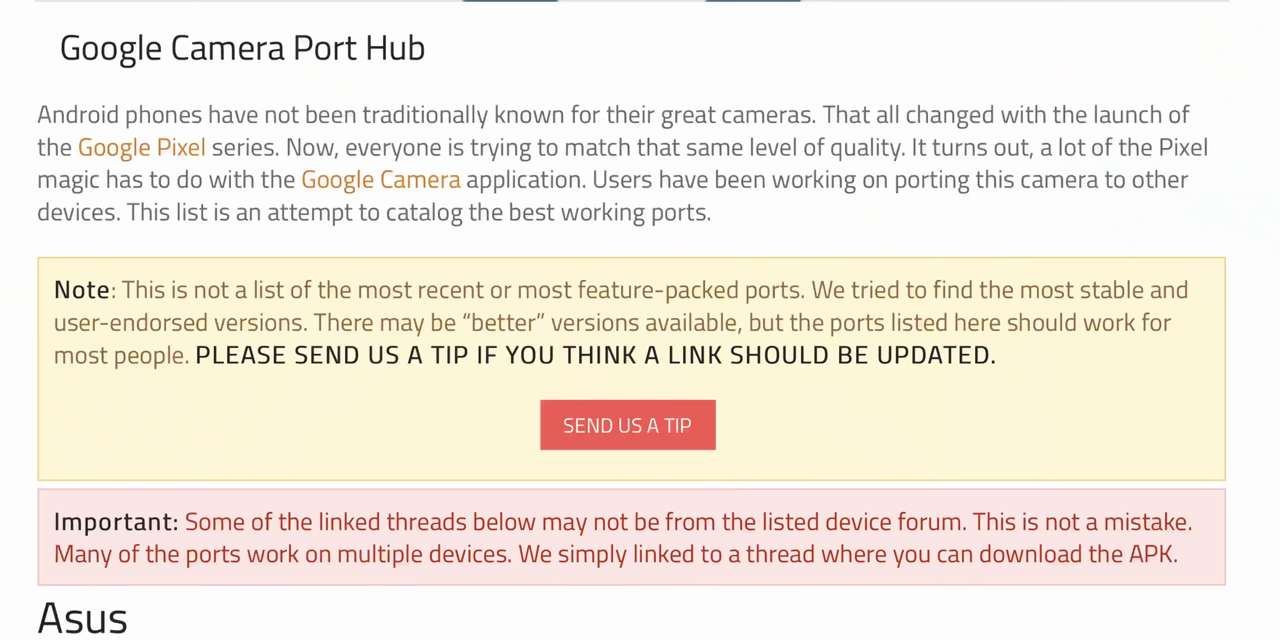 Google Camera Port Hub
Android phones have not been traditionally known for their great cameras. That all changed with the launch of
the Google Pixel series. Now, everyone is trying to match that same level of quality. It turns out, a lot of the Pixel
magic has to do with the Google Camera application. Users have been working on porting this camera to other
devices. This list is an attempt to catalog the best working ports.
Note: This is not a list of the most recent or most feature-packed ports. We tried to find the most stable and
user-endorsed versions. There may be “better” versions available, but the ports listed here should work for
most people. PLEASE SEND US A TIP IF YOU THINK A LINK SHOULD BE UPDATED.
SEND US A TIP
Important: Some of the linked threads below may not be from the listed device forum. This is not a mistake.
Many of the ports work on multiple devices. We simply linked to a thread where you can download the APK.
Asus